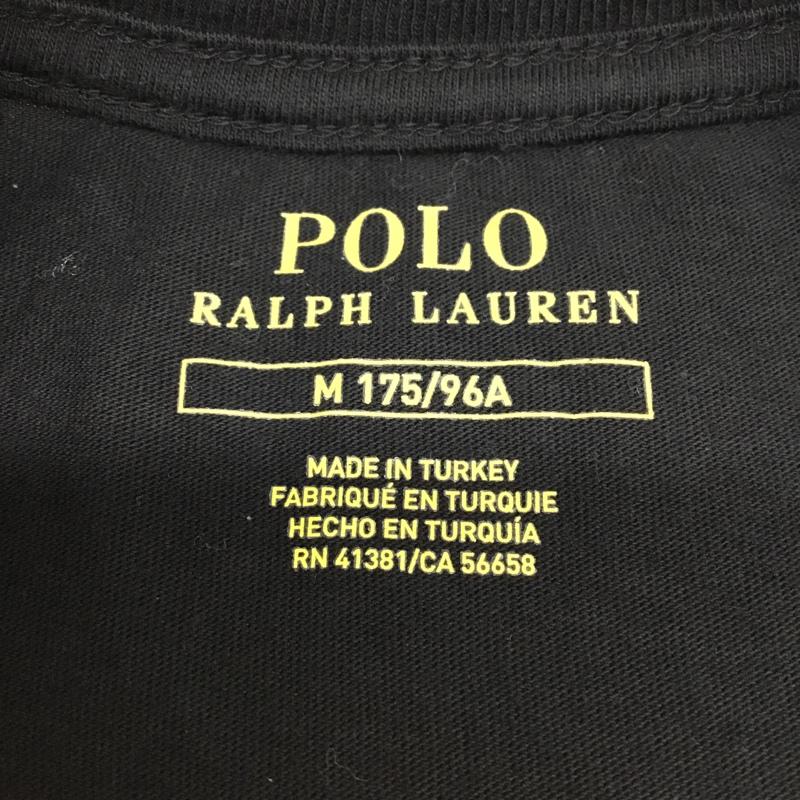 POLO
RALPH LAUREN
M 175/96A
MADE IN TURKEY
FABRIQUÉ EN TURQUIE
HECHO EN TURQUÍA
RN 41381/CA 56658